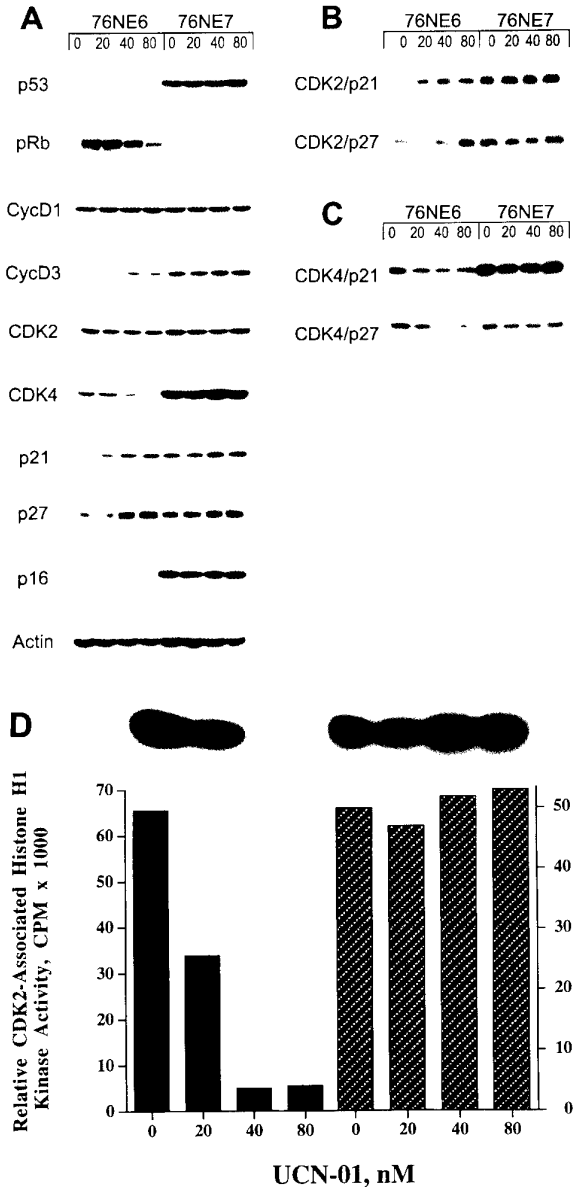 A
76NE6 76NE7
0 20 40 80 0 20 40 80
p53
pRb
CycD1
CycD3
CDK2
CDK4
p21
p27
p16
Actin
B
76NE6 76NE7
0 20 40 80 0 20 40 80
CDK2/p21
CDK2/p27
C
76NE6 76NE7
0 20 40 80 0 20 40 80
CDK4/p21
CDK4/p27
D
Relative CDK2-Associated Histone H1
Kinase Activity, CPM x 1000
70
60
50
40
30
20
10
0
50
40
30
20
10
0
0 20 40 80 0 20 40 80
UCN-01, nM